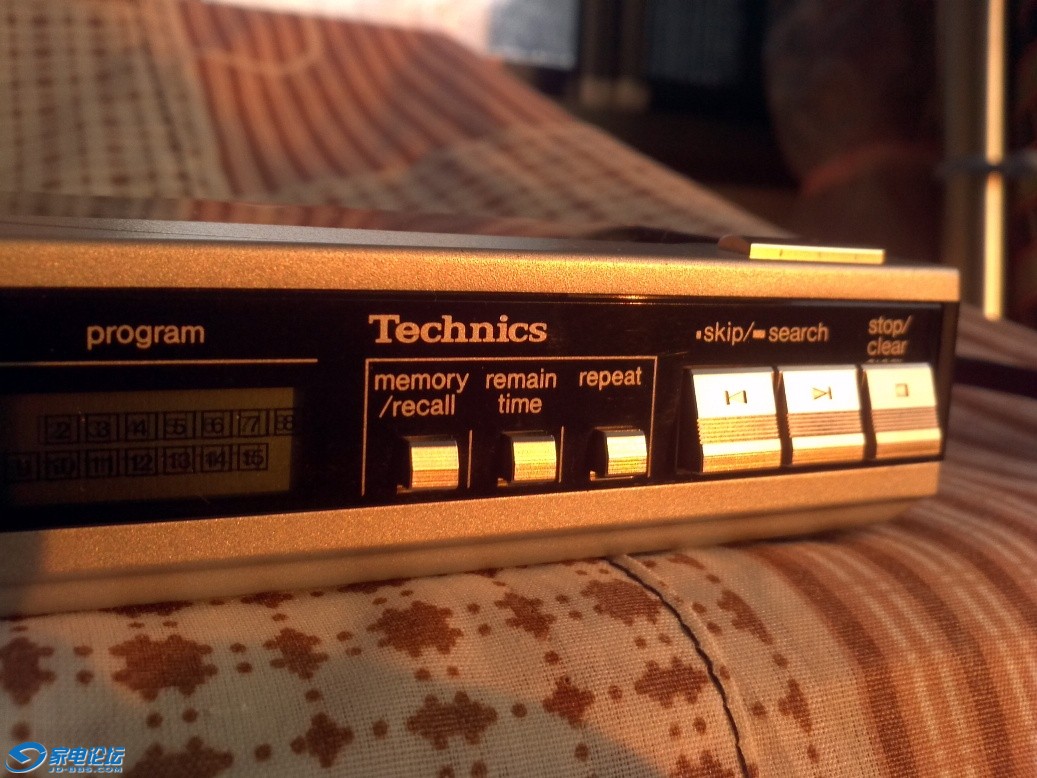 program
Technics
skip/ search
stop/
clear
memory
/recall
remain
time
repeat
2 3 4 5 6 7 8
10 11 12 13 14 15
家电论坛
JD-BBS.COM